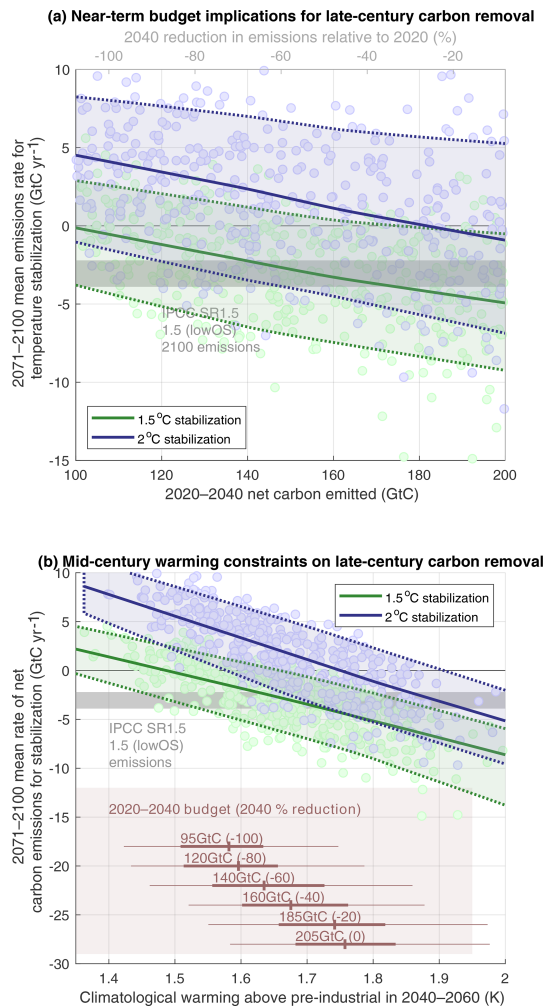 (a) Near-term budget implications for late-century carbon removal
2040 reduction in emissions relative to 2020 (%)
-100 -80 -60 -40 -20
10
5
0
-5
-10
-15
2071–2100 mean emissions rate for
temperature stabilization (GtC yr-1)
IPCC SR1.5
1.5 (lowOS)
2100 emissions
1.5°C stabilization
2°C stabilization
100 120 140 160 180 200
2020–2040 net carbon emitted (GtC)
(b) Mid-century warming constraints on late-century carbon removal
10
5
0
-5
-10
-15
-20
-25
-30
2071–2100 mean rate of net
carbon emissions for stabilization (GtC yr-1)
1.5°C stabilization
2°C stabilization
IPCC SR1.5
1.5 (lowOS)
emissions
2020–2040 budget (2040 % reduction)
95GtC (-100)
120GtC (-80)
140GtC (-60)
160GtC (-40)
185GtC (-20)
205GtC (0)
1.4 1.5 1.6 1.7 1.8 1.9 2
Climatological warming above pre-industrial in 2040–2060 (K)